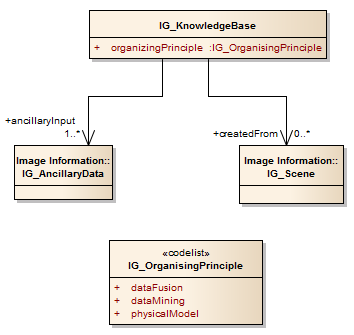 IG_KnowledgeBase
+ organizingPrinciple :IG_OrganisingPrinciple
+ancillaryInput
1..*
+createdFrom
0..*
Image Information::
IG_AncillaryData
Image Information::
IG_Scene
«codelist»
IG_OrganisingPrinciple
+ dataFusion
+ dataMining
+ physicalModel